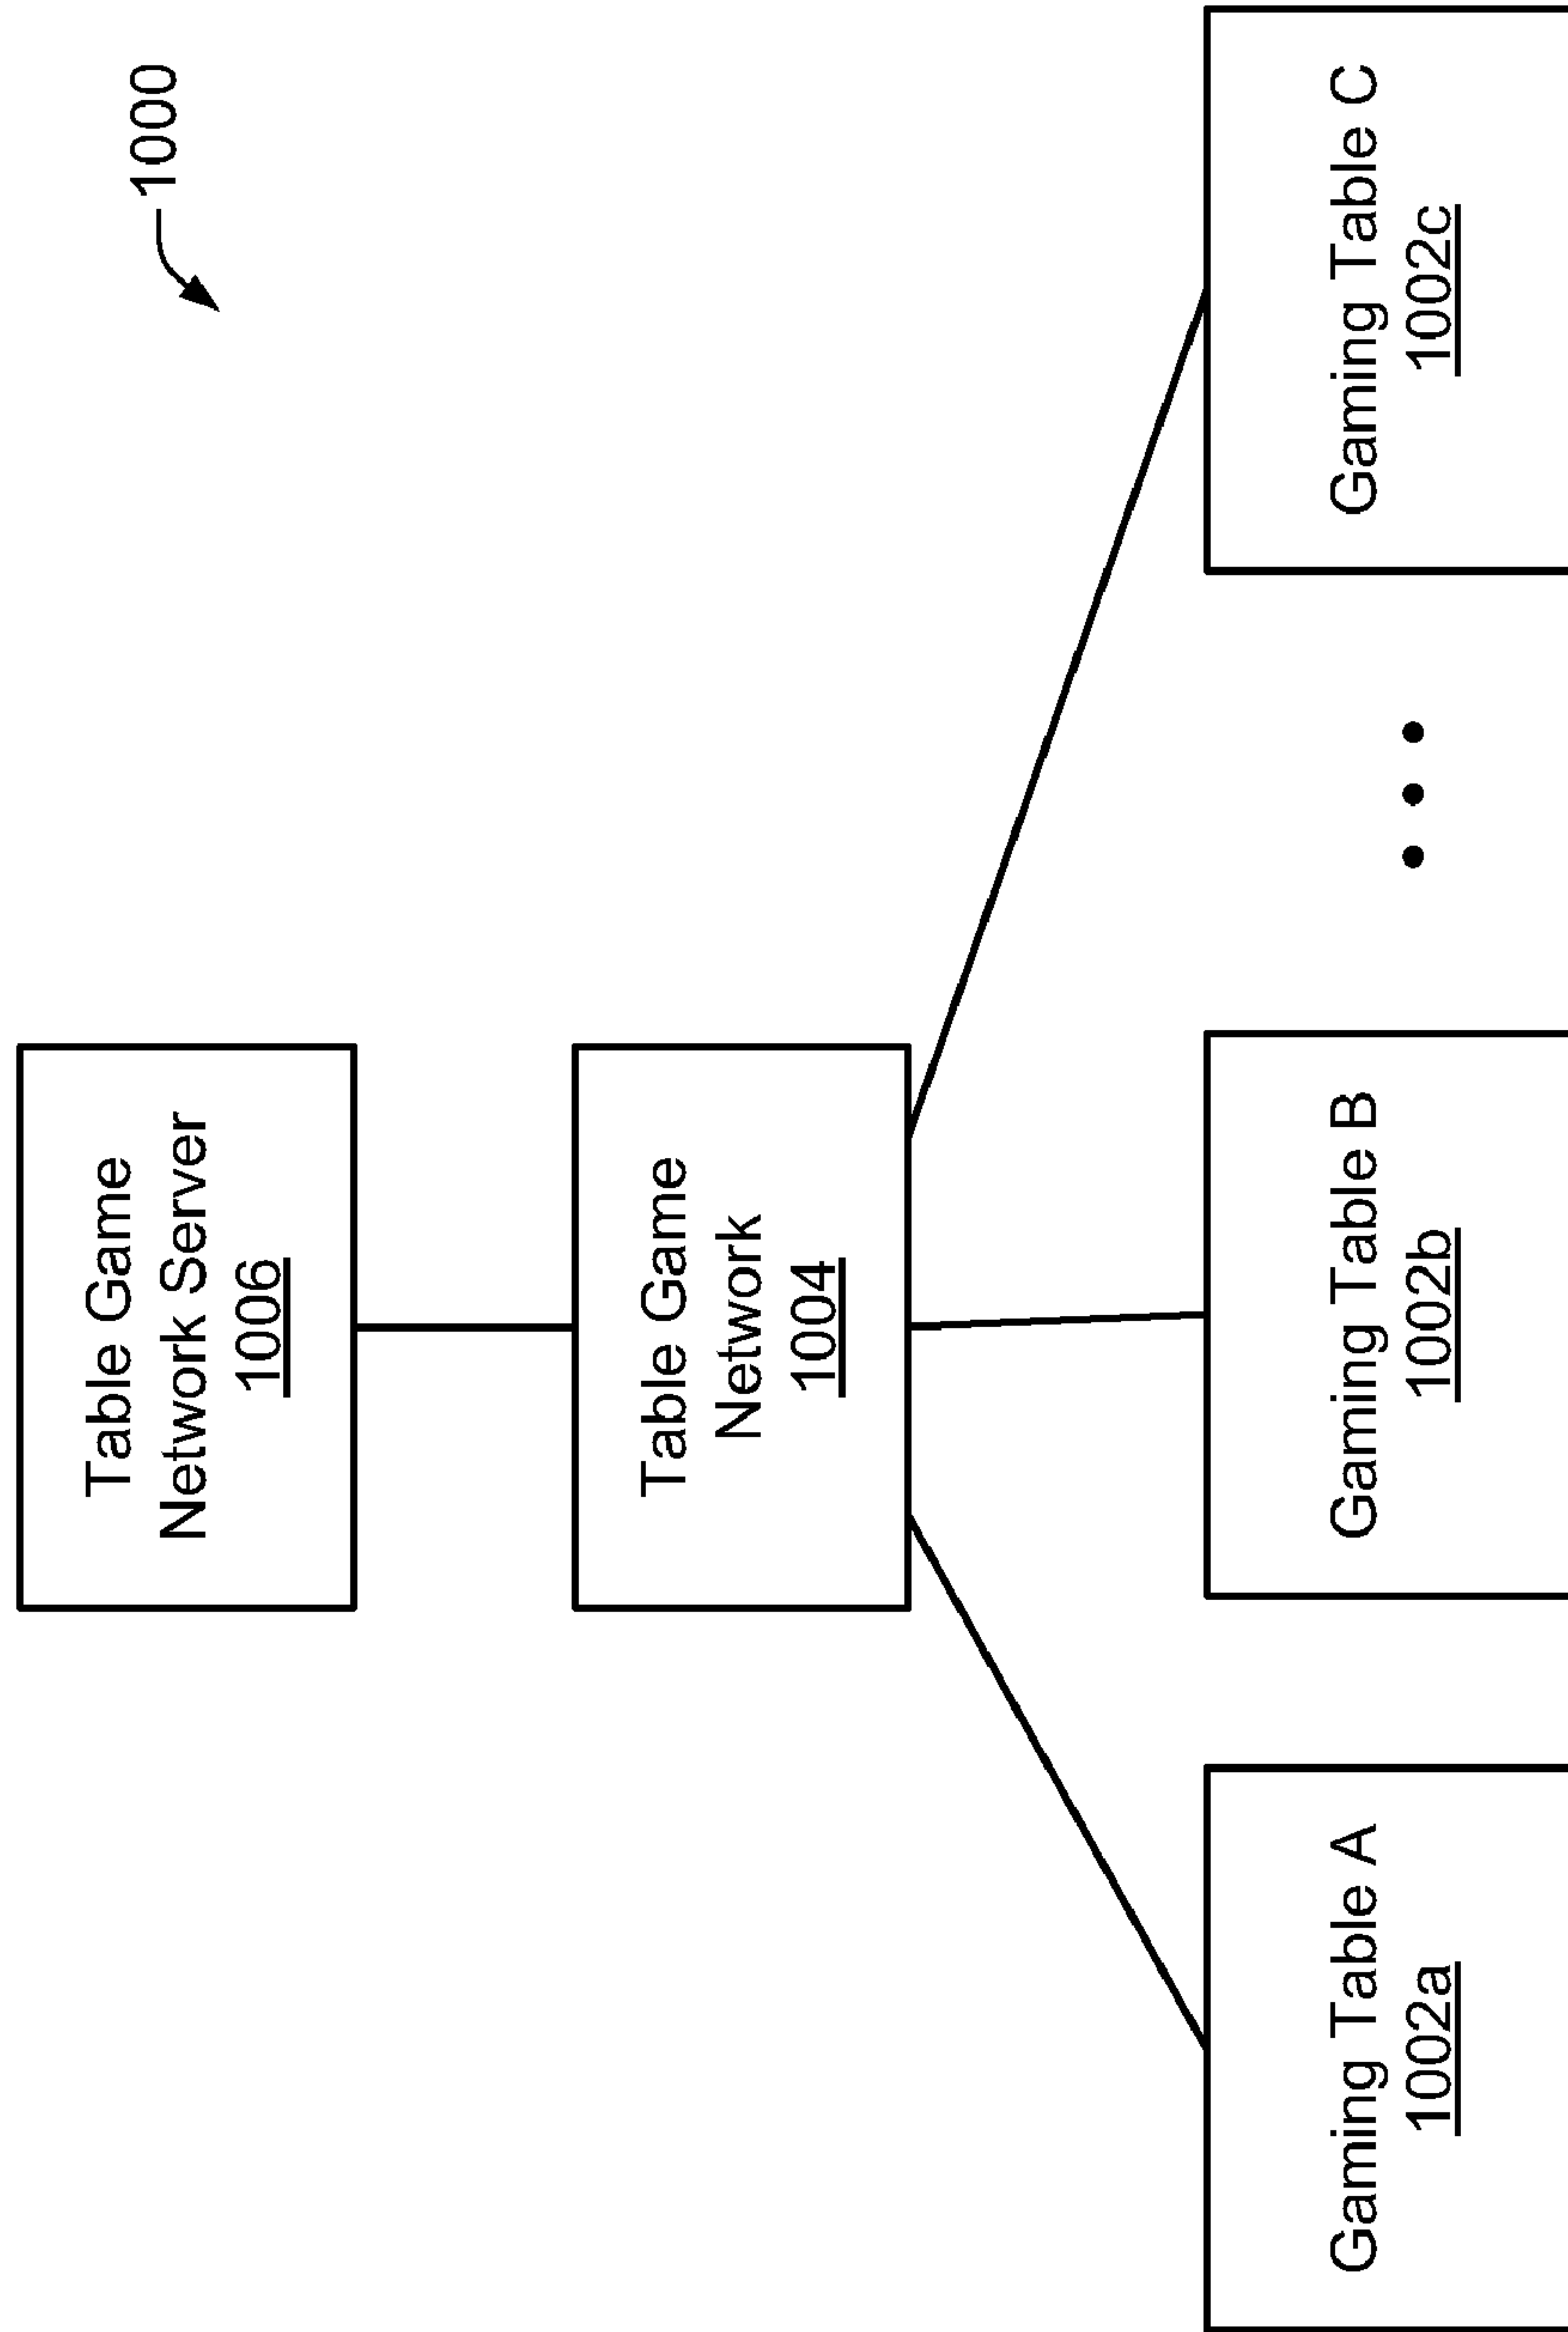 1000
Table Game
Network Server
1006
Table Game
Network
1004
Gaming Table A
1002a
Gaming Table B
1002b
Gaming Table C
1002c